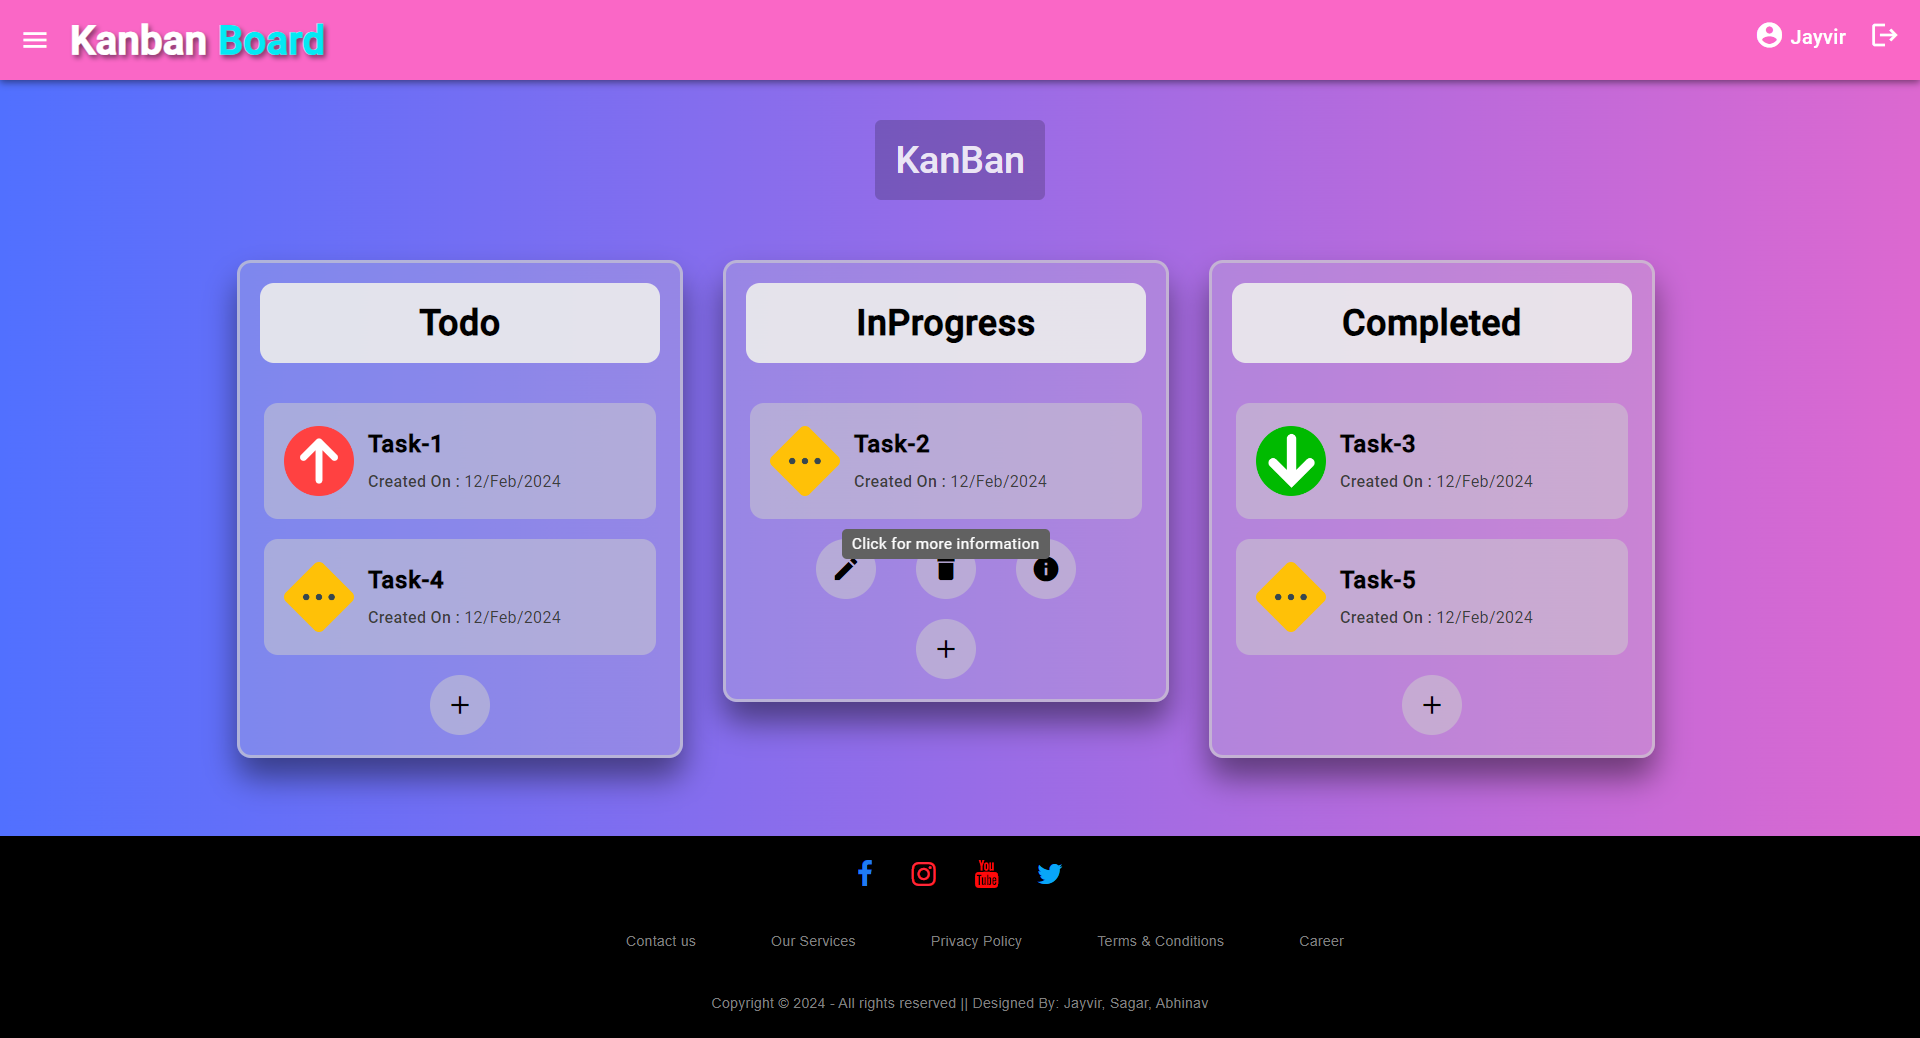 Kanban Board
Jayvir
KanBan
Todo
Task-1
Created On : 12/Feb/2024
Task-4
Created On : 12/Feb/2024
+
InProgress
Task-2
Created On : 12/Feb/2024
Click for more information
+
Completed
Task-3
Created On : 12/Feb/2024
Task-5
Created On : 12/Feb/2024
+
You
Tube
Contact us
Our Services
Privacy Policy
Terms & Conditions
Career
Copyright © 2024 - All rights reserved || Designed By: Jayvir, Sagar, Abhinav